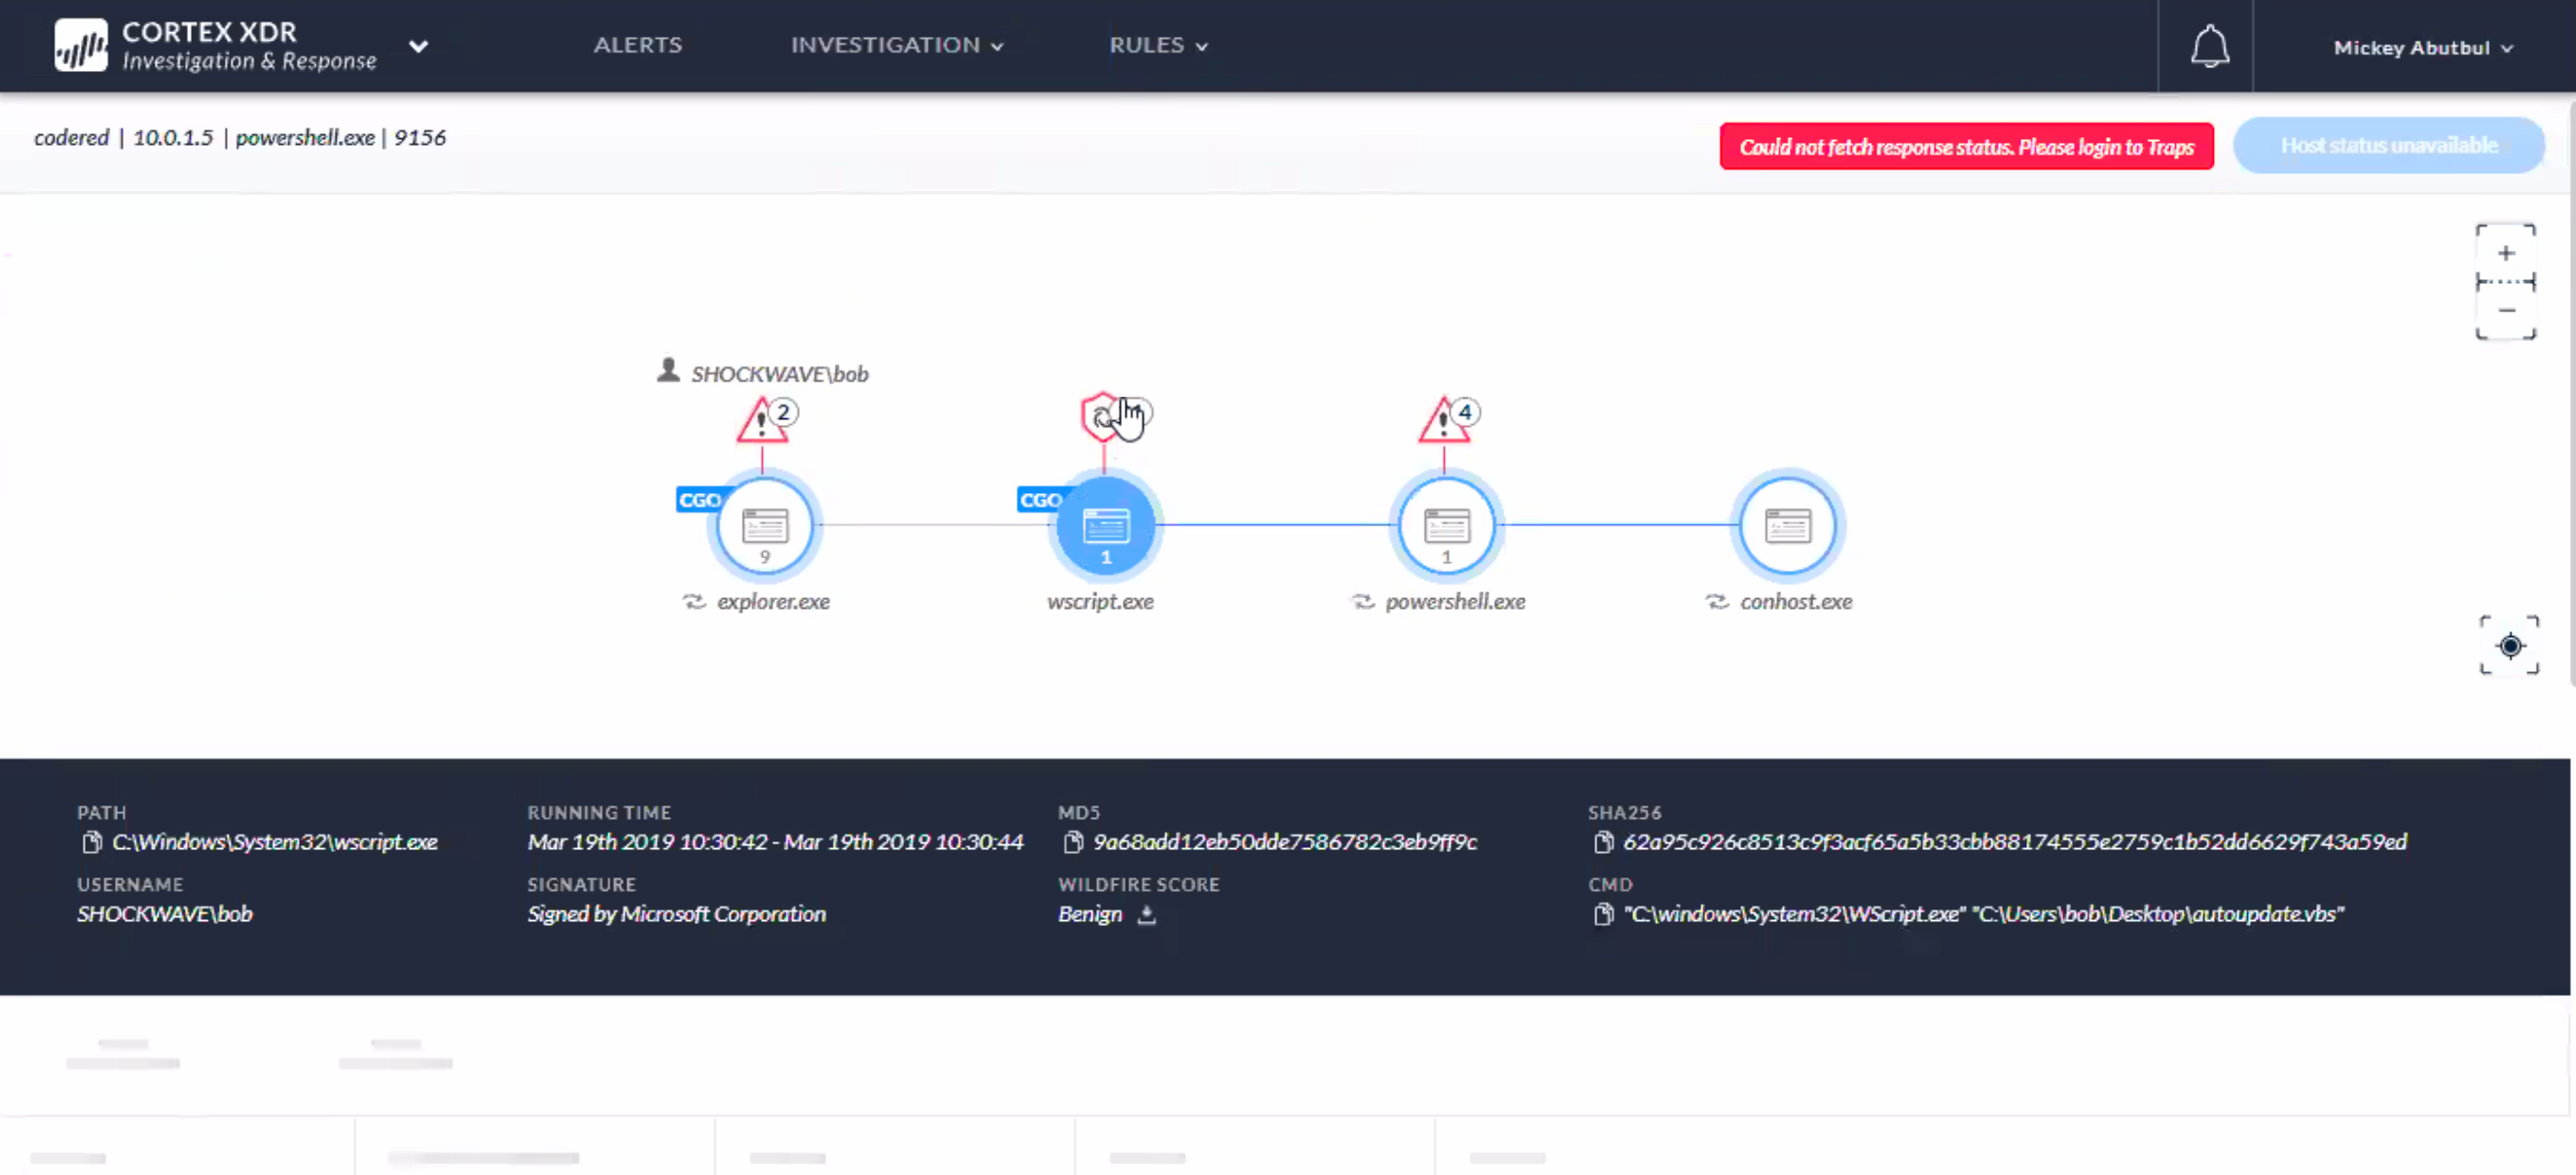 CORTEX XDR
Investigation & Response
ALERTS
INVESTIGATION
RULES
Mickey Abutbul
codered | 10.0.1.5 | powershell.exe | 9156
Could not fetch response status. Please login to Traps
Host status unavailable
+
−
SHOCKWAVE\bob
2
4
CGO
CGO
9
1
1
explorer.exe
wscript.exe
powershell.exe
conhost.exe
PATH
C:\Windows\System32\wscript.exe
RUNNING TIME
Mar 19th 2019 10:30:42 - Mar 19th 2019 10:30:44
MD5
9a68add12eb50dde7586782c3eb9ff9c
SHA256
62a95c926c8513c9f3acf65a5b33cbb88174555e2759c1b52dd6629f743a59ed
USERNAME
SHOCKWAVE\bob
SIGNATURE
Signed by Microsoft Corporation
WILDFIRE SCORE
Benign
CMD
"C:\windows\System32\WScript.exe" "C:\Users\bob\Desktop\autoupdate.vbs"